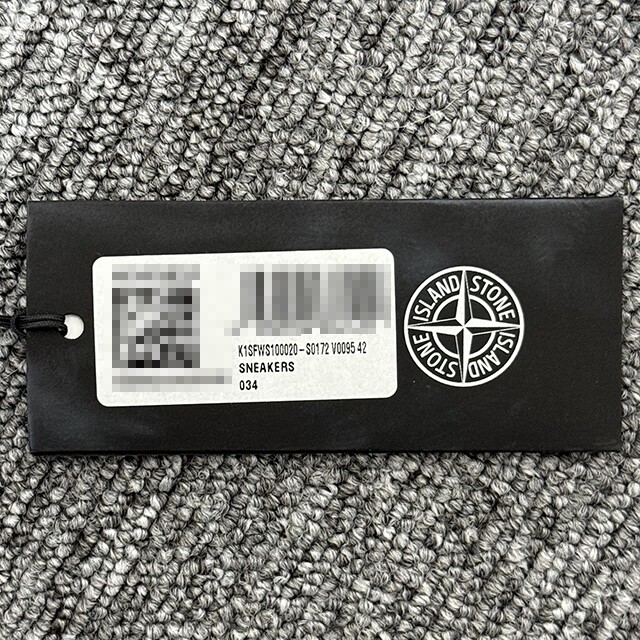 K1SFWS100020-S0172 V0095 42
SNEAKERS
034
STONE ISLAND STONE ISLAND